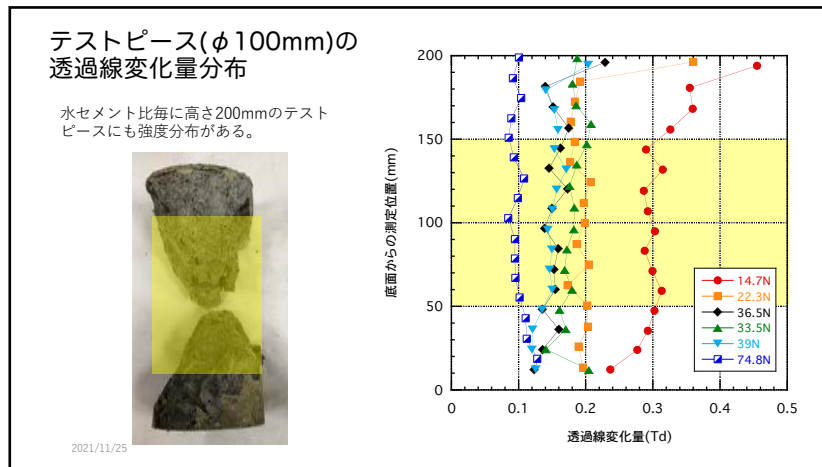 テストピース(φ100mm)の
透過線変化量分布
水セメント比毎に高さ200mmのテスト
ピースにも強度分布がある。
2021/11/25
底面からの測定位置(mm)
200
150
100
50
0
0
0.1
0.2
0.3
0.4
0.5
透過線変化量(Td)
14.7N
22.3N
36.5N
33.5N
39N
74.8N